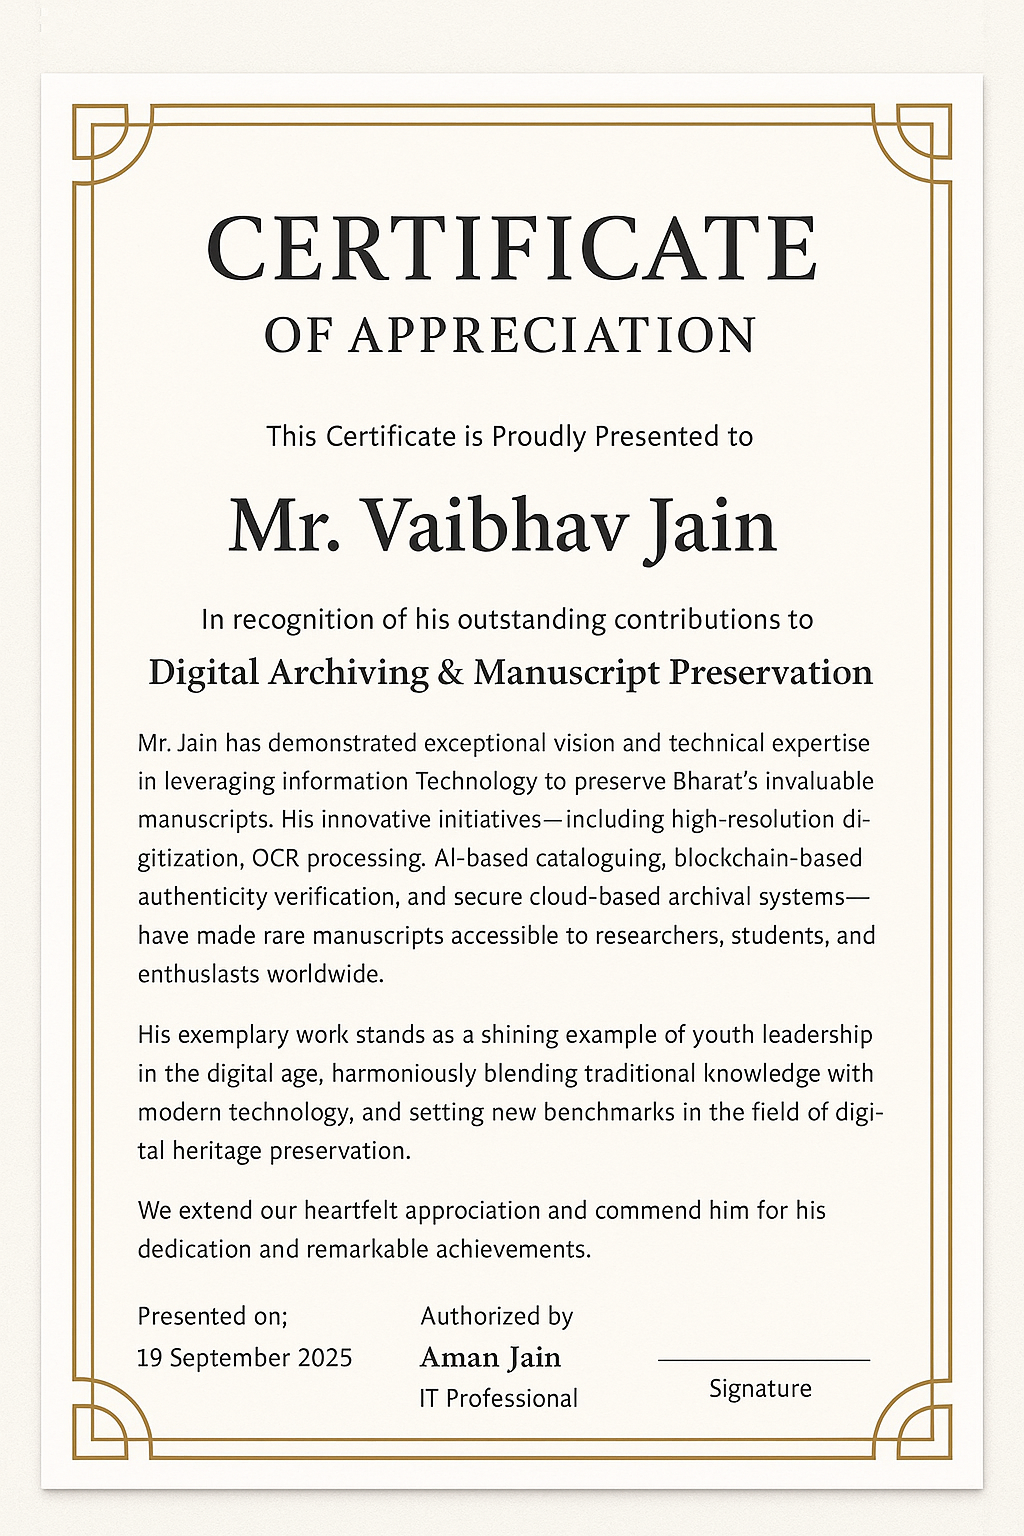 CERTIFICATE
OF APPRECIATION
This Certificate is Proudly Presented to
Mr. Vaibhav Jain
In recognition of his outstanding contributions to
Digital Archiving & Manuscript Preservation
Mr. Jain has demonstrated exceptional vision and technical expertise
in leveraging information Technology to preserve Bharat’s invaluable
manuscripts. His innovative initiatives—including high-resolution di-
gitization, OCR processing. Al-based cataloguing, blockchain-based
authenticity verification, and secure cloud-based archival systems—
have made rare manuscripts accessible to researchers, students, and
enthuslasts worldwide.
His exemplary work stands as a shining example of youth leadership
in the digital age, harmoniously blending traditional knowledge with
modern technology, and setting new benchmarks in the field of digi-
tal heritage preservation.
We extend our heartfelt approciation and commend him for his
dedication and remarkable achievements.
Presented on;
19 September 2025
Authorized by
Aman Jain
IT Professional
Signature